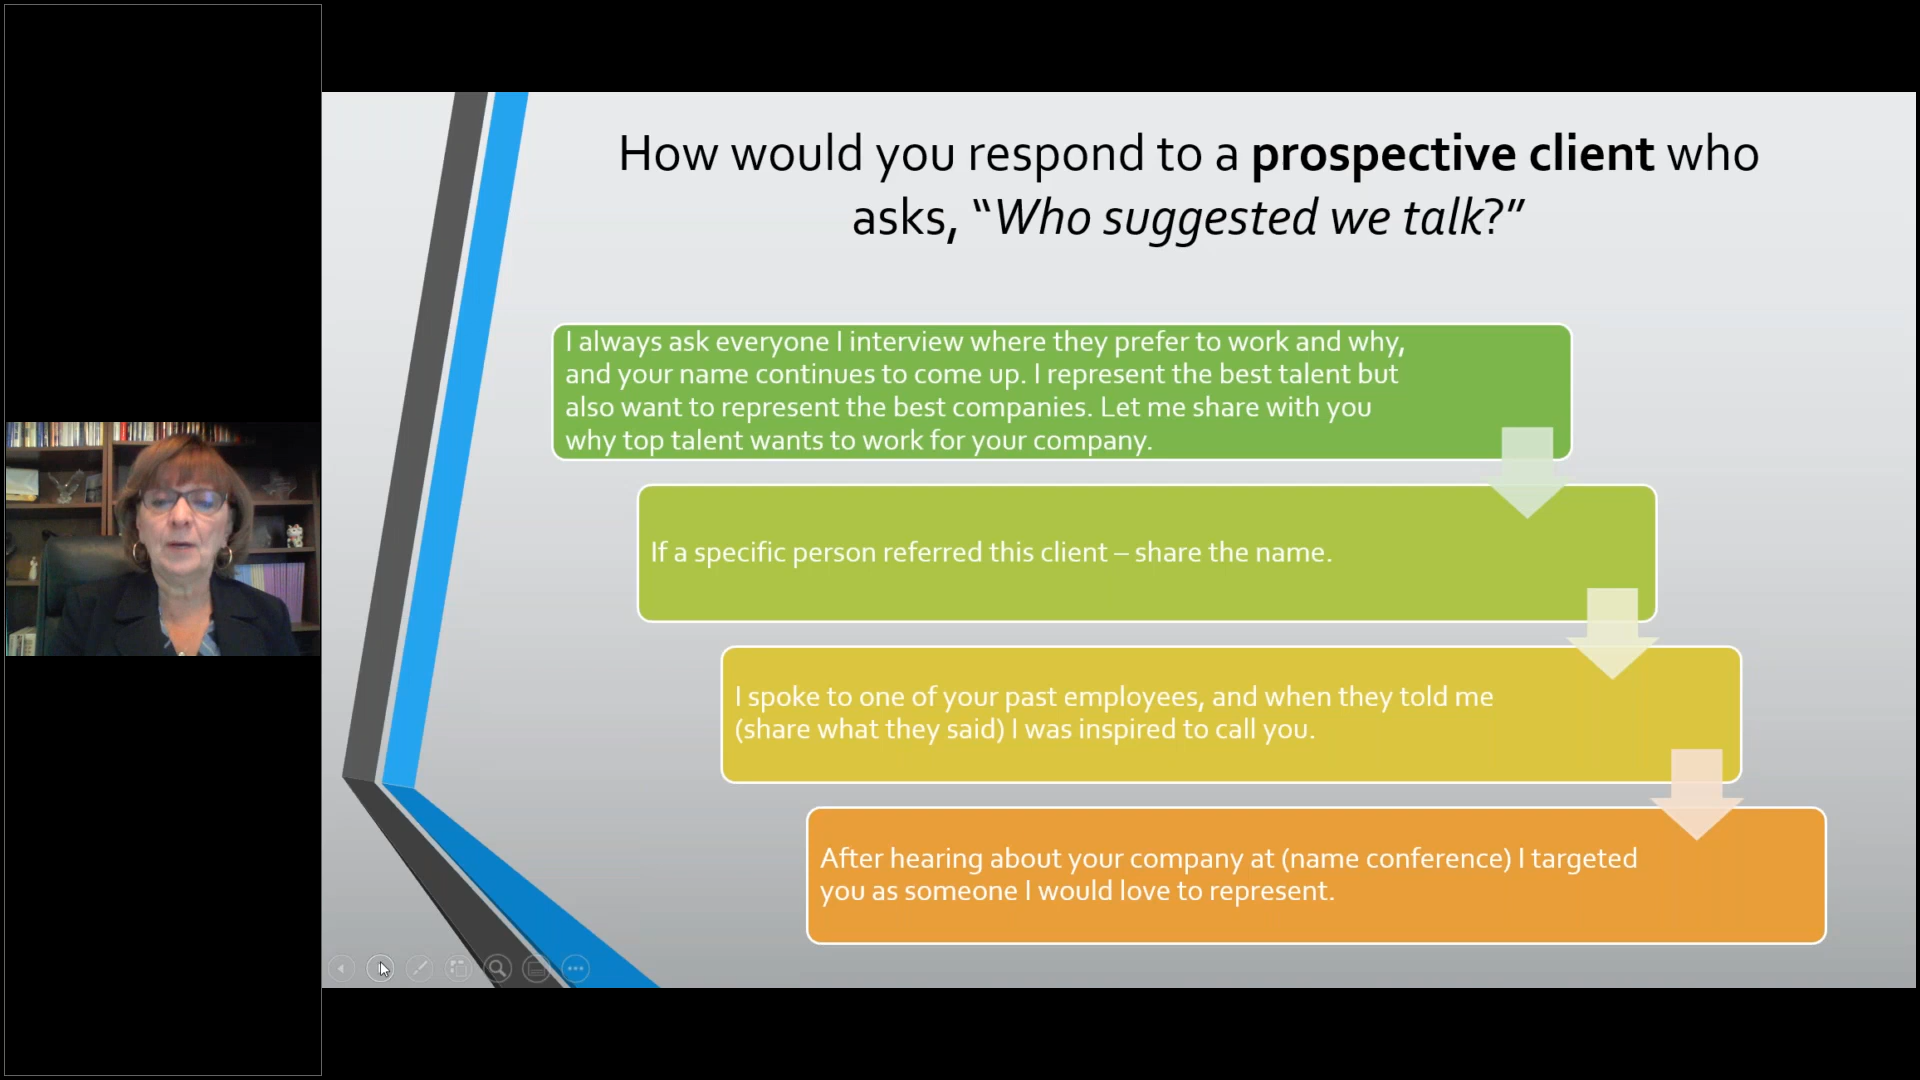 How would you respond to a prospective client who
asks, “Who suggested we talk?”
I always ask everyone I interview where they prefer to work and why,
and your name continues to come up. I represent the best talent but
also want to represent the best companies. Let me share with you
why top talent wants to work for your company.
If a specific person referred this client – share the name.
I spoke to one of your past employees, and when they told me
(share what they said) I was inspired to call you.
After hearing about your company at (name conference) I targeted
you as someone I would love to represent.